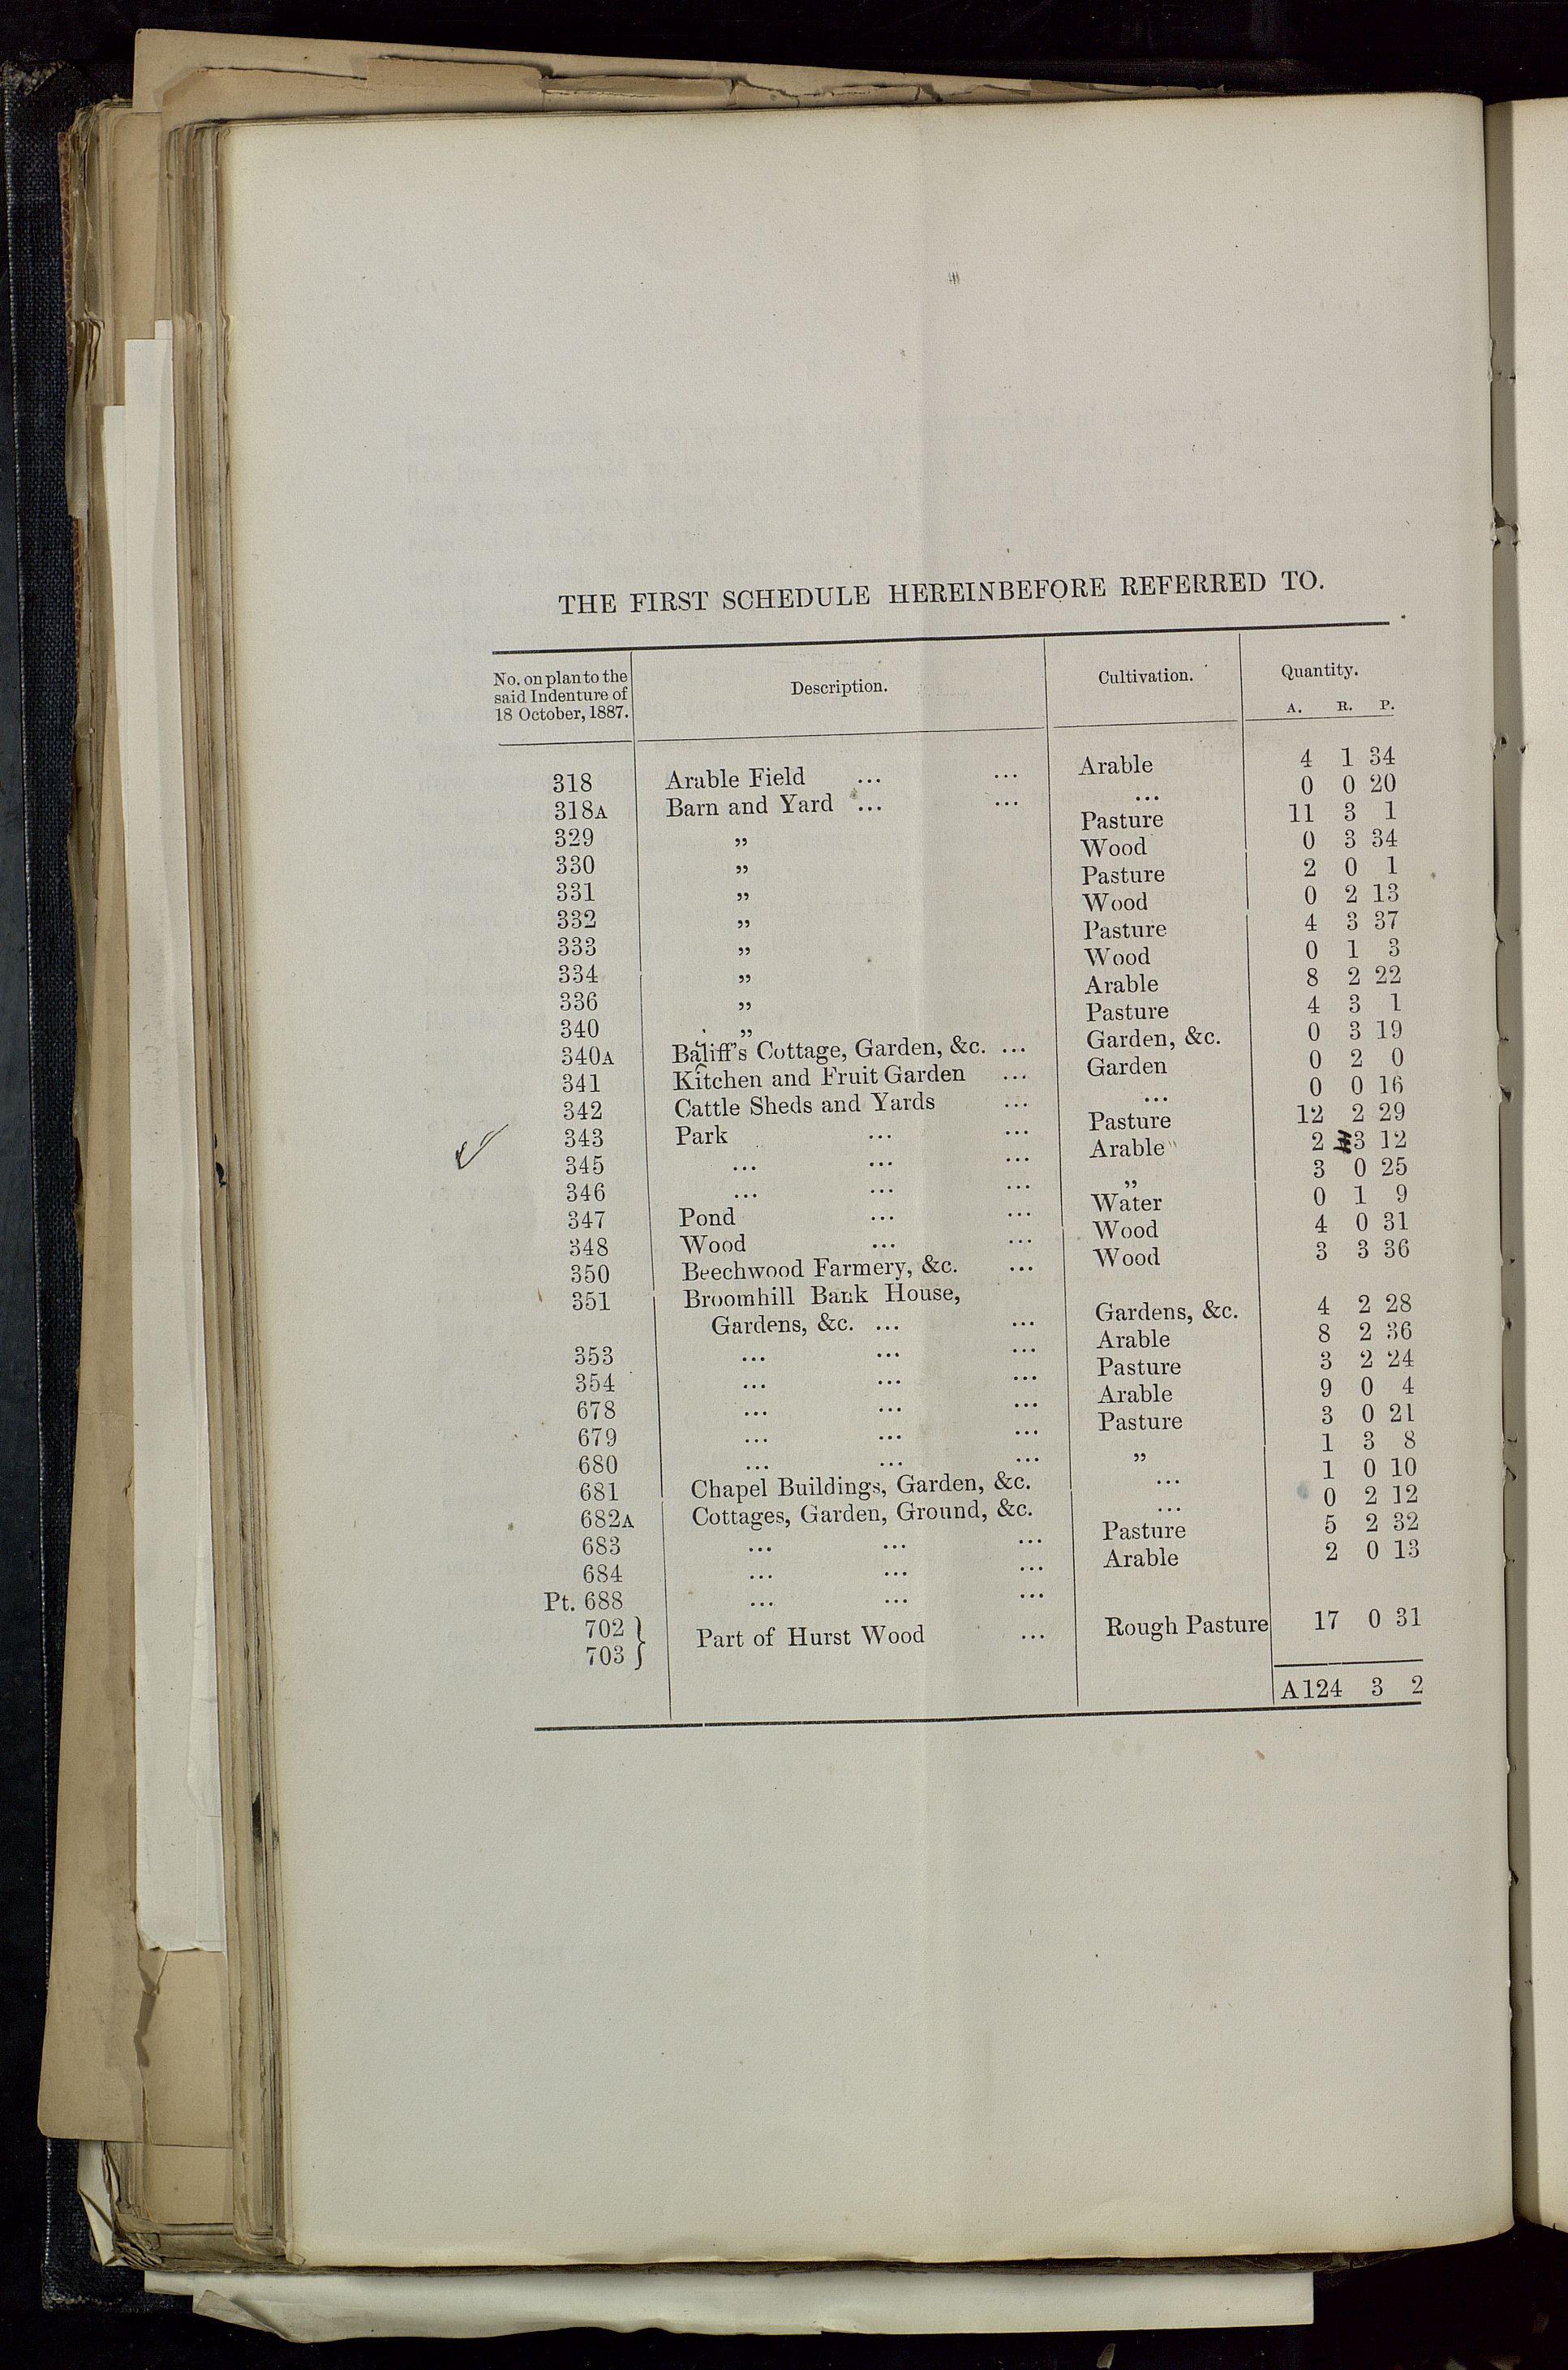 THE FIRST SCHEDULE HEREINBEFORE REFERRED TO.
No. on plan to the
said Indenture of
18 October, 1887.
Description.
Cultivation.
Quantity.
A. R. P.
318 Arable Field ... ... Arable 4 1 34
318A Barn and Yard ... ... ... 0 0 20
329 ,, Pasture 11 3 1
330 ,, Wood 0 3 34
331 ,, Pasture 2 0 1
332 ,, Wood 0 2 13
333 ,, Pasture 4 3 37
334 ,, Wood 0 1 3
336 ,, Arable 8 2 22
340 ,, Pasture 4 3 1
340A Bailiff's Cottage, Garden, &c. ... Garden, &c. 0 3 19
341 Kitchen and Fruit Garden ... Garden 0 2 0
342 Cattle Sheds and Yards ... ... 0 0 16
343 Park ... ... Pasture 12 2 29
345 ... ... ... Arable 2 3 12
346 ... ... ... ,, 3 0 25
347 Pond ... ... Water 0 1 9
348 Wood ... ... Wood 4 0 31
350 Beechwood Farmery, &c. ... Wood 3 3 36
351 Broomhill Bank House,
Gardens, &c. ... ... Gardens, &c. 4 2 28
353 ... ... ... Arable 8 2 36
354 ... ... ... Pasture 3 2 24
678 ... ... ... Arable 9 0 4
679 ... ... ... Pasture 3 0 21
680 ... ... ... ,, 1 3 8
681 Chapel Buildings, Garden, &c. ... 1 0 10
682A Cottages, Garden, Ground, &c. ... 0 2 12
683 ... ... ... Pasture 5 2 32
684 ... ... ... Arable 2 0 13
Pt. 688 ... ... ...
702 }
703 } Part of Hurst Wood ... Rough Pasture 17 0 31
A 124 3 2